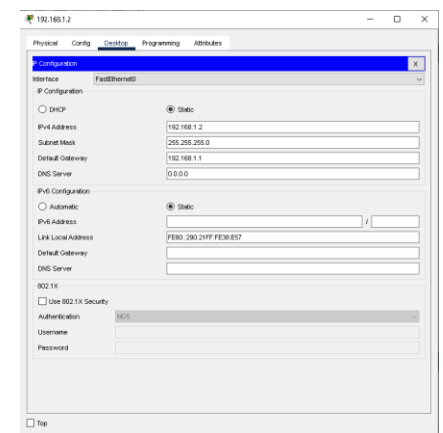 192.168.1.2
Physical Config Desktop Programming Attributes
IP Configuration X
Interface FastEthernet0
IP Configuration
DHCP Static
IPv4 Address 192.168.1.2
Subnet Mask 255.255.255.0
Default Gateway 192.168.1.1
DNS Server 0.0.0.0
IPv6 Configuration
Automatic Static
IPv6 Address /
Link Local Address FE80::290:21FF:FE38:E57
Default Gateway
DNS Server
802.1X
Use 802.1X Security
Authentication MD5
Username
Password
Top